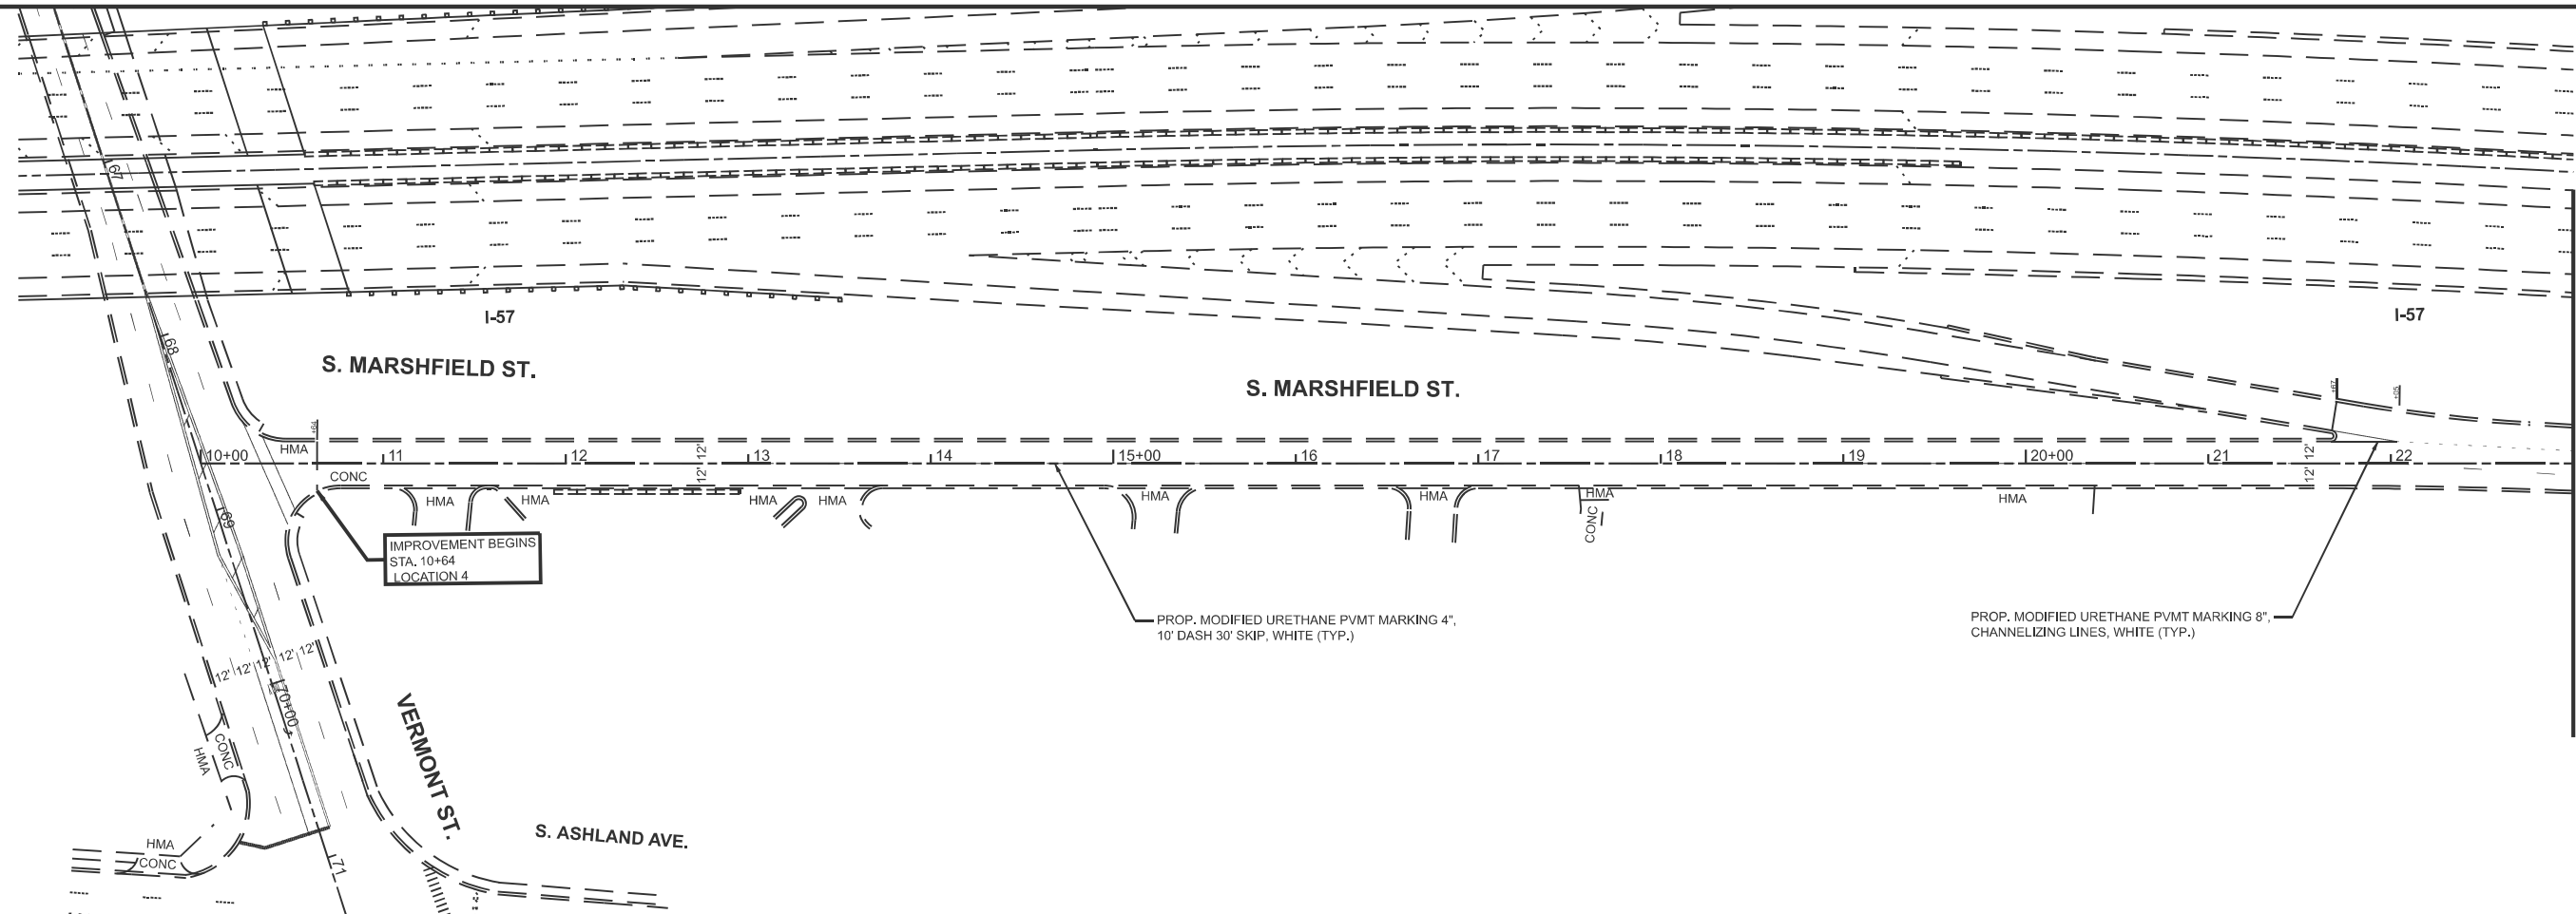 I-57
I-57
S. MARSHFIELD ST.
S. MARSHFIELD ST.
67
68
69
70+00
71
+64
+67
+05
HMA
10+00
11
12
13
14
15+00
16
17
18
19
20+00
21
22
12' 12'
12' 12'
CONC
HMA
HMA
HMA
HMA
HMA
HMA
HMA
CONC
HMA
IMPROVEMENT BEGINS
STA. 10+64
LOCATION 4
PROP. MODIFIED URETHANE PVMT MARKING 4",
10' DASH 30' SKIP, WHITE (TYP.)
PROP. MODIFIED URETHANE PVMT MARKING 8",
CHANNELIZING LINES, WHITE (TYP.)
12' 12' 12' 12' 12'
CONC
HMA
VERMONT ST.
S. ASHLAND AVE.
HMA
CONC